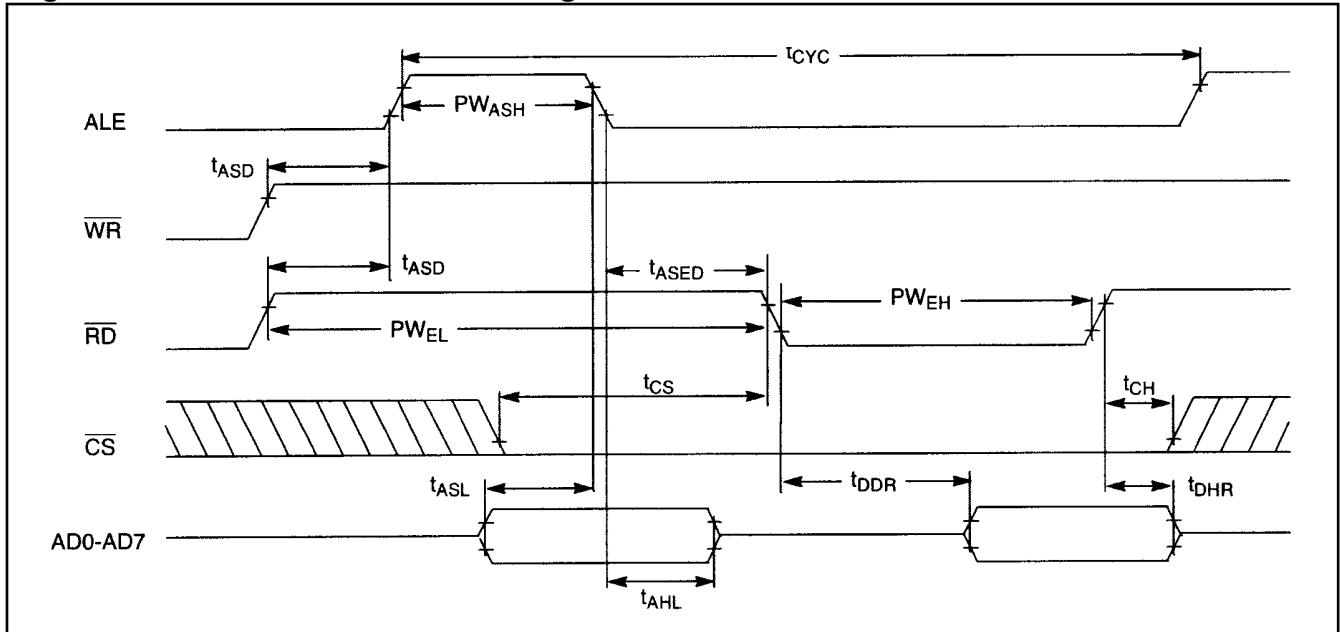 tCYC
PWASH
ALE
tASD
WR
tASD
tASED
PWEH
RD
PWEL
tCS
tCH
CS
tASL
tDDR
tDHR
AD0-AD7
tAHL